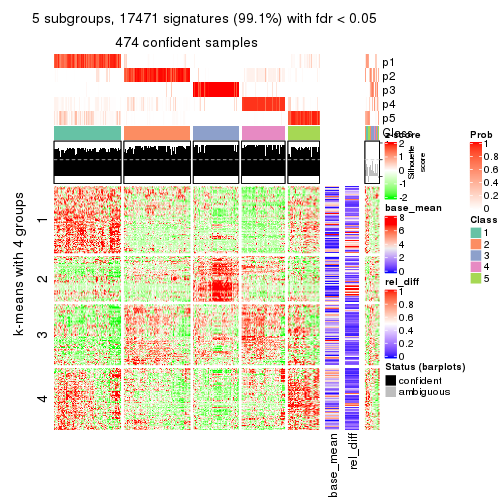 5 subgroups, 17471 signatures (99.1%) with fdr < 0.05
474 confident samples
p1
p2
p3
p4
p5
Class
Silhouette
score
k-means with 4 groups
1
2
3
4
base_mean
rel_diff
z-score
2
1
0
-1
-2
base_mean
8
6
4
2
0
rel_diff
1
0.8
0.6
0.4
0.2
0
Status (barplots)
confident
ambiguous
Prob
1
0.8
0.6
0.4
0.2
0
Class
1
2
3
4
5